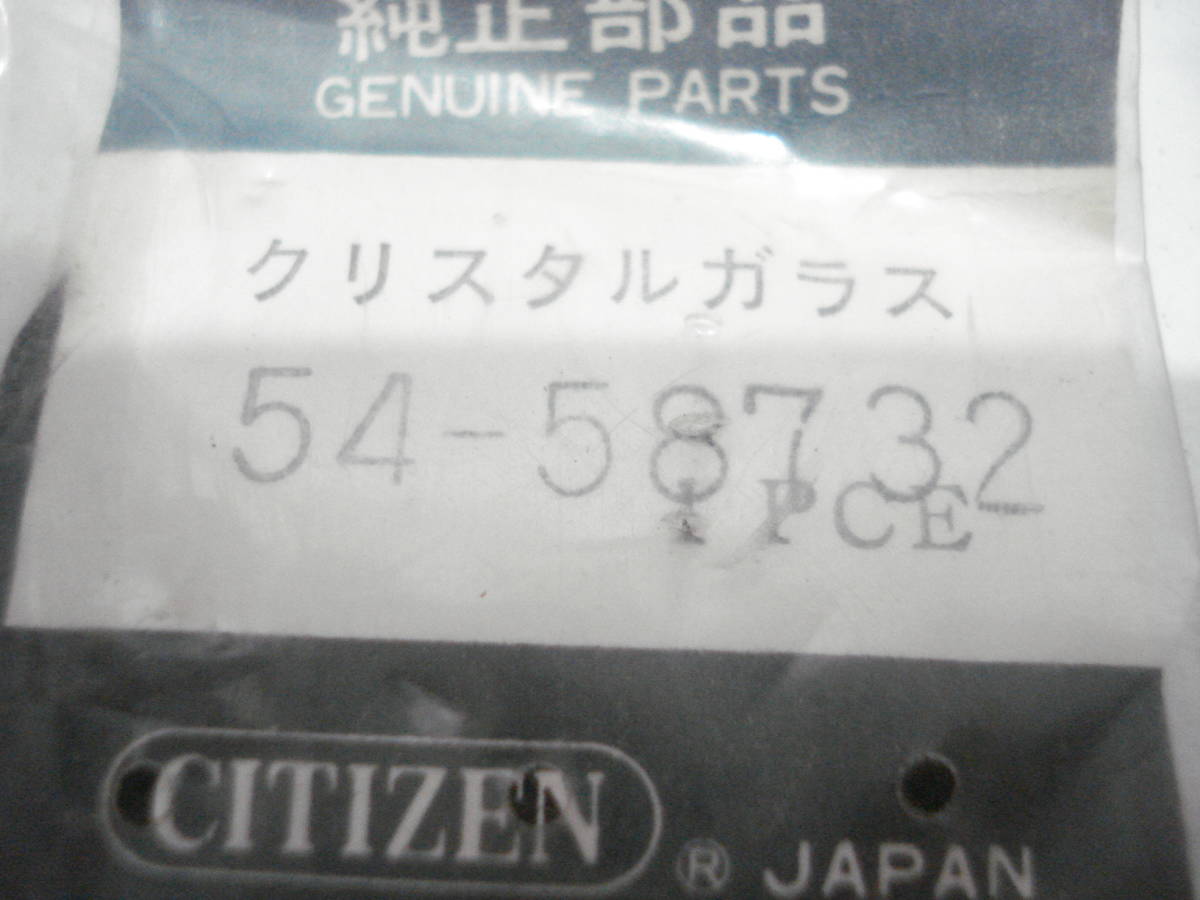 純正部品
GENUINE PARTS
クリスタルガラス
54-58732
1 PCE
CITIZEN
® JAPAN